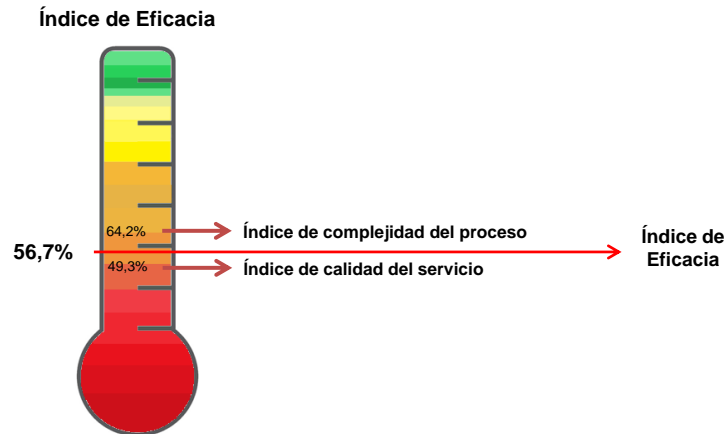 Índice de Eficacia
64,2%
Índice de complejidad del proceso
56,7%
Índice de
Eficacia
49,3%
Índice de calidad del servicio